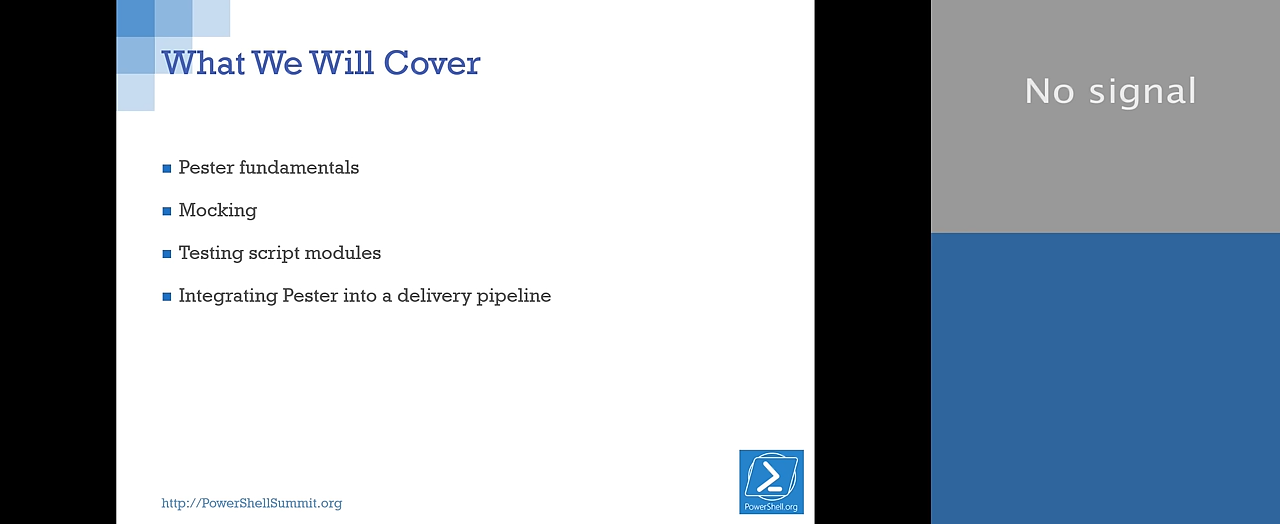 What We Will Cover
Pester fundamentals
Mocking
Testing script modules
Integrating Pester into a delivery pipeline
http://PowerShellSummit.org
PowerShell.org
No signal